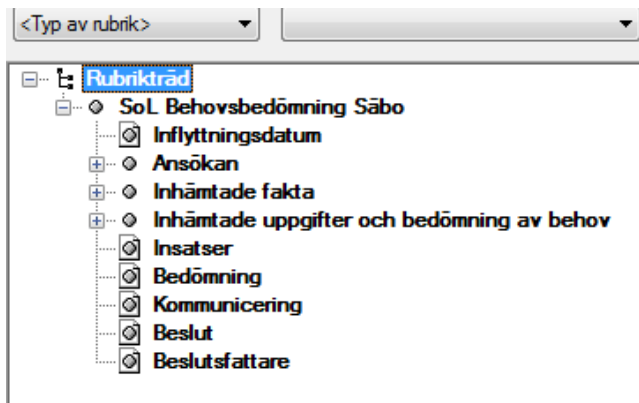 <Typ av rubrik>
Rubrikträd
SoL Behovsbedömning Säbo
Inflyttningsdatum
Ansökan
Inhämtade fakta
Inhämtade uppgifter och bedömning av behov
Insatser
Bedömning
Kommunicering
Beslut
Beslutsfattare